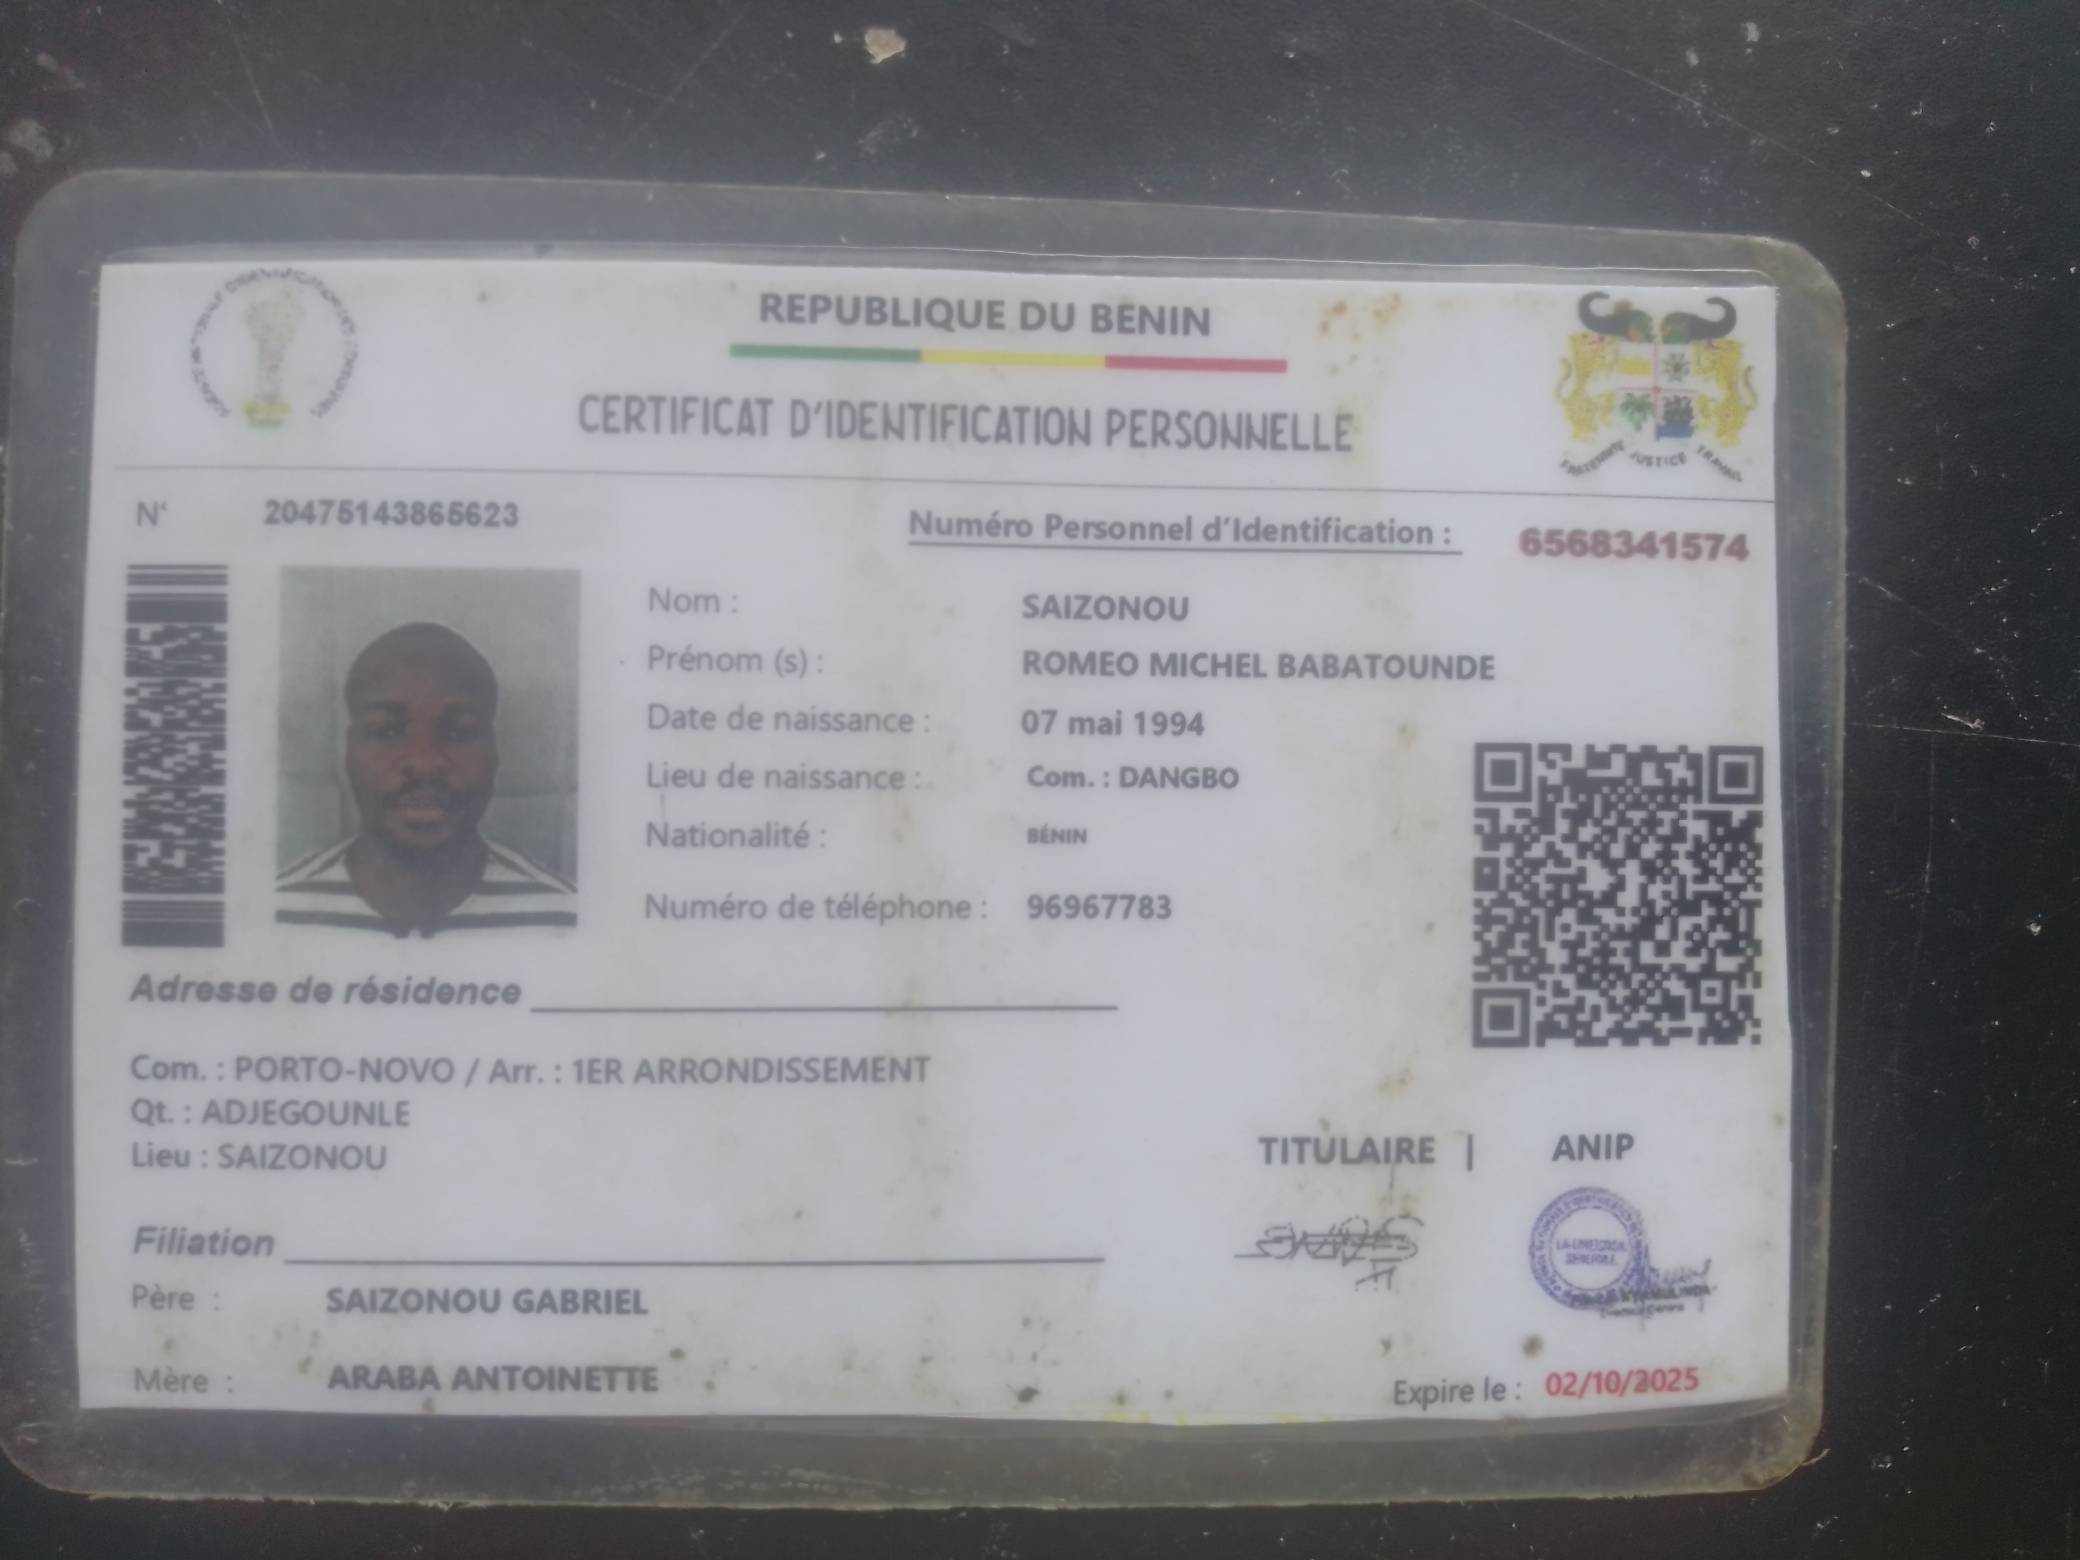 REPUBLIQUE DU BENIN
CERTIFICAT D'IDENTIFICATION PERSONNELLE
FRATERNITE JUSTICE TRAVAIL
N° 20475143865623
Numéro Personnel d'Identification : 6568341574
Nom : SAIZONOU
Prénom (s) : ROMEO MICHEL BABATOUNDE
Date de naissance : 07 mai 1994
Lieu de naissance : Com. : DANGBO
Nationalité : BÉNIN
Numéro de téléphone : 96967783
Adresse de résidence
Com. : PORTO-NOVO / Arr. : 1ER ARRONDISSEMENT
Qt. : ADJEGOUNLE
Lieu : SAIZONOU
TITULAIRE | ANIP
Filiation
Père : SAIZONOU GABRIEL
Mère : ARABA ANTOINETTE
Expire le : 02/10/2025